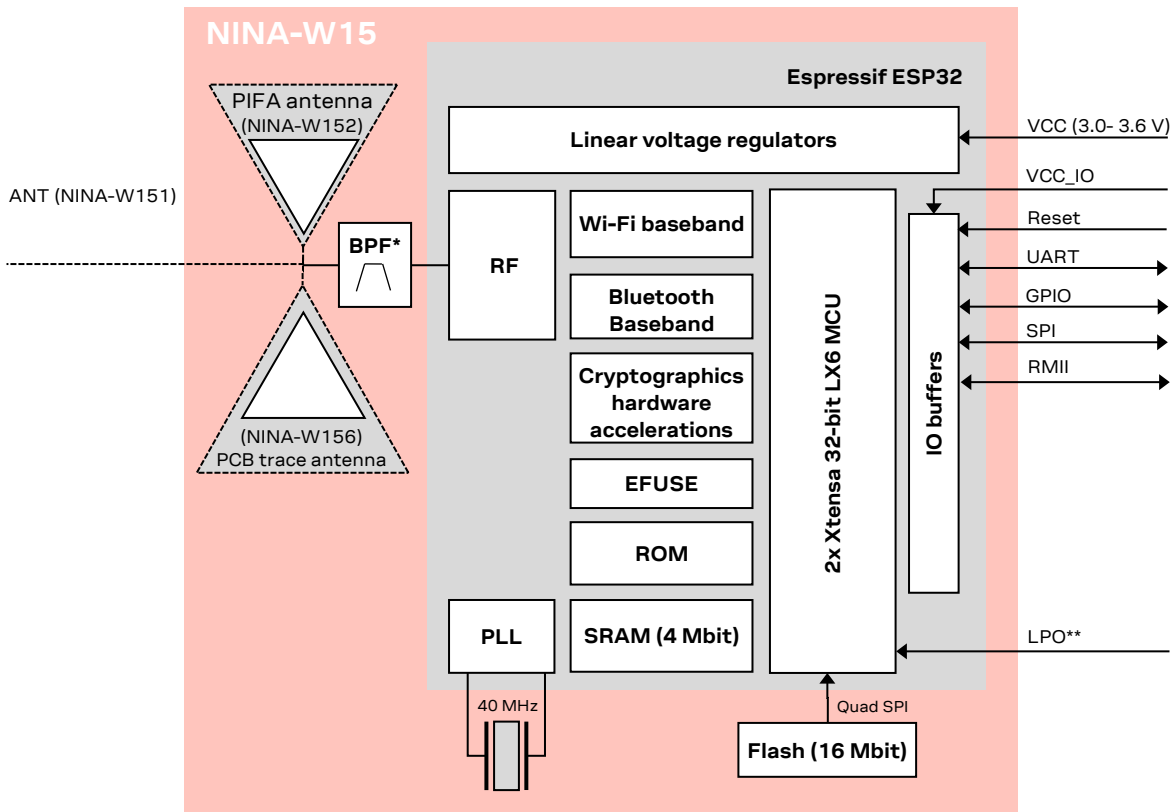 NINA-W15
Espressif ESP32
PIFA antenna
(NINA-W152)
ANT (NINA-W151)
BPF*
(NINA-W156)
PCB trace antenna
Linear voltage regulators
RF
Wi-Fi baseband
Bluetooth
Baseband
Cryptographics
hardware
accelerations
EFUSE
ROM
SRAM (4 Mbit)
PLL
40 MHz
2x Xtensa 32-bit LX6 MCU
IO buffers
VCC (3.0- 3.6 V)
VCC_IO
Reset
UART
GPIO
SPI
RMII
LPO**
Quad SPI
Flash (16 Mbit)